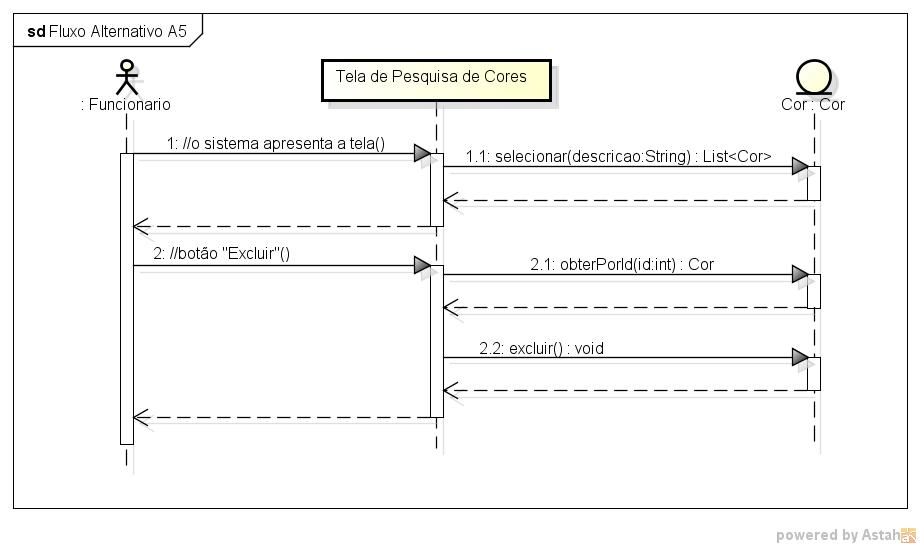 sd Fluxo Alternativo A5
: Funcionario
Tela de Pesquisa de Cores
Cor : Cor
1: //o sistema apresenta a tela()
1.1: selecionar(descricao:String) : List<Cor>
2: //botão "Excluir"()
2.1: obterPorId(id:int) : Cor
2.2: excluir() : void
powered by Astah